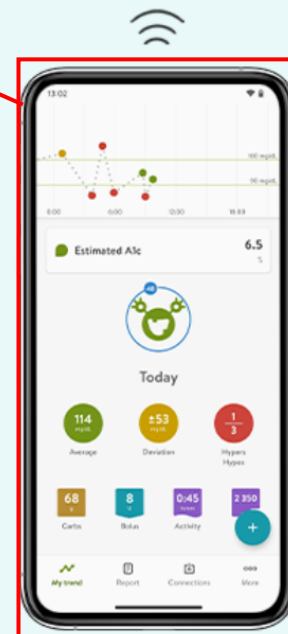 13:02
160 mg/dL
90 mg/dL
0:00
6:00
12:00
18:00
Estimated A1c
6.5
%
Today
114
mg/dL
±53
mg/dL
1
3
Average
Deviation
Hypers
Hypos
68
g
8
U
0:45
2 350
Carbs
Bolus
Activity
+
My trend
Report
Connections
More